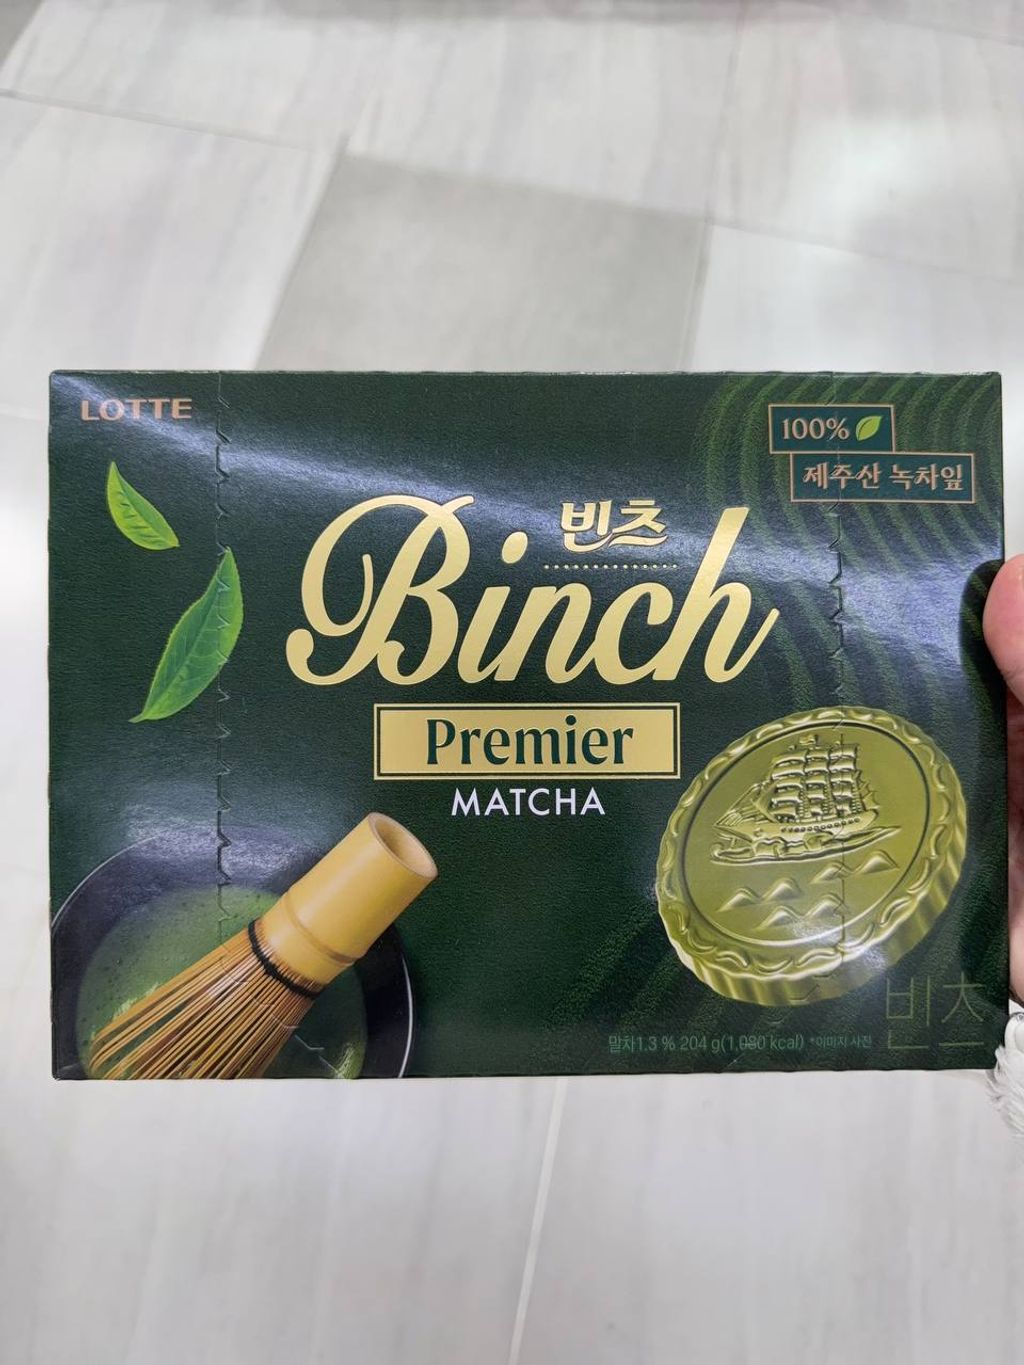 LOTTE
100%
제주산 녹차잎
빈츠
Binch
Premier
MATCHA
빈츠
말차1.3 % 204 g(1,080 kcal) *이미지 사진